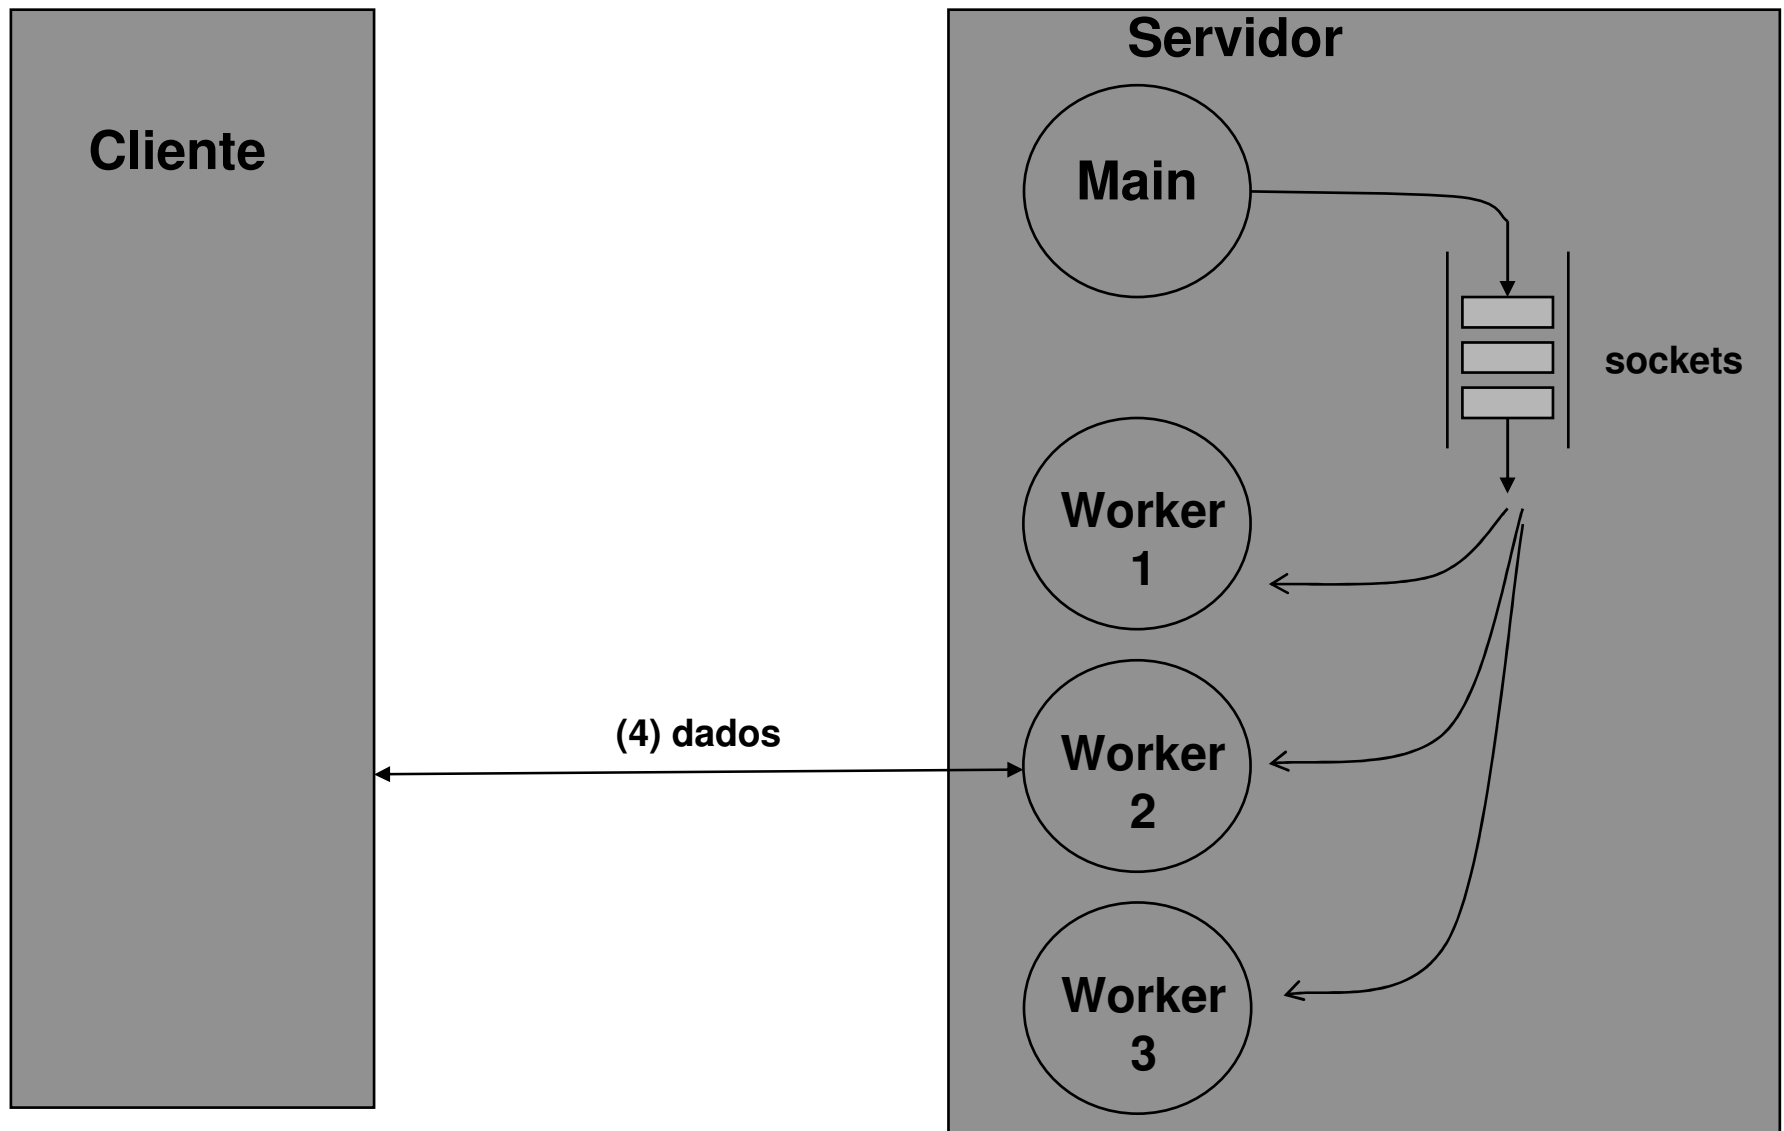 Servidor
Cliente
Main
sockets
Worker
1
(4) dados
Worker
2
Worker
3